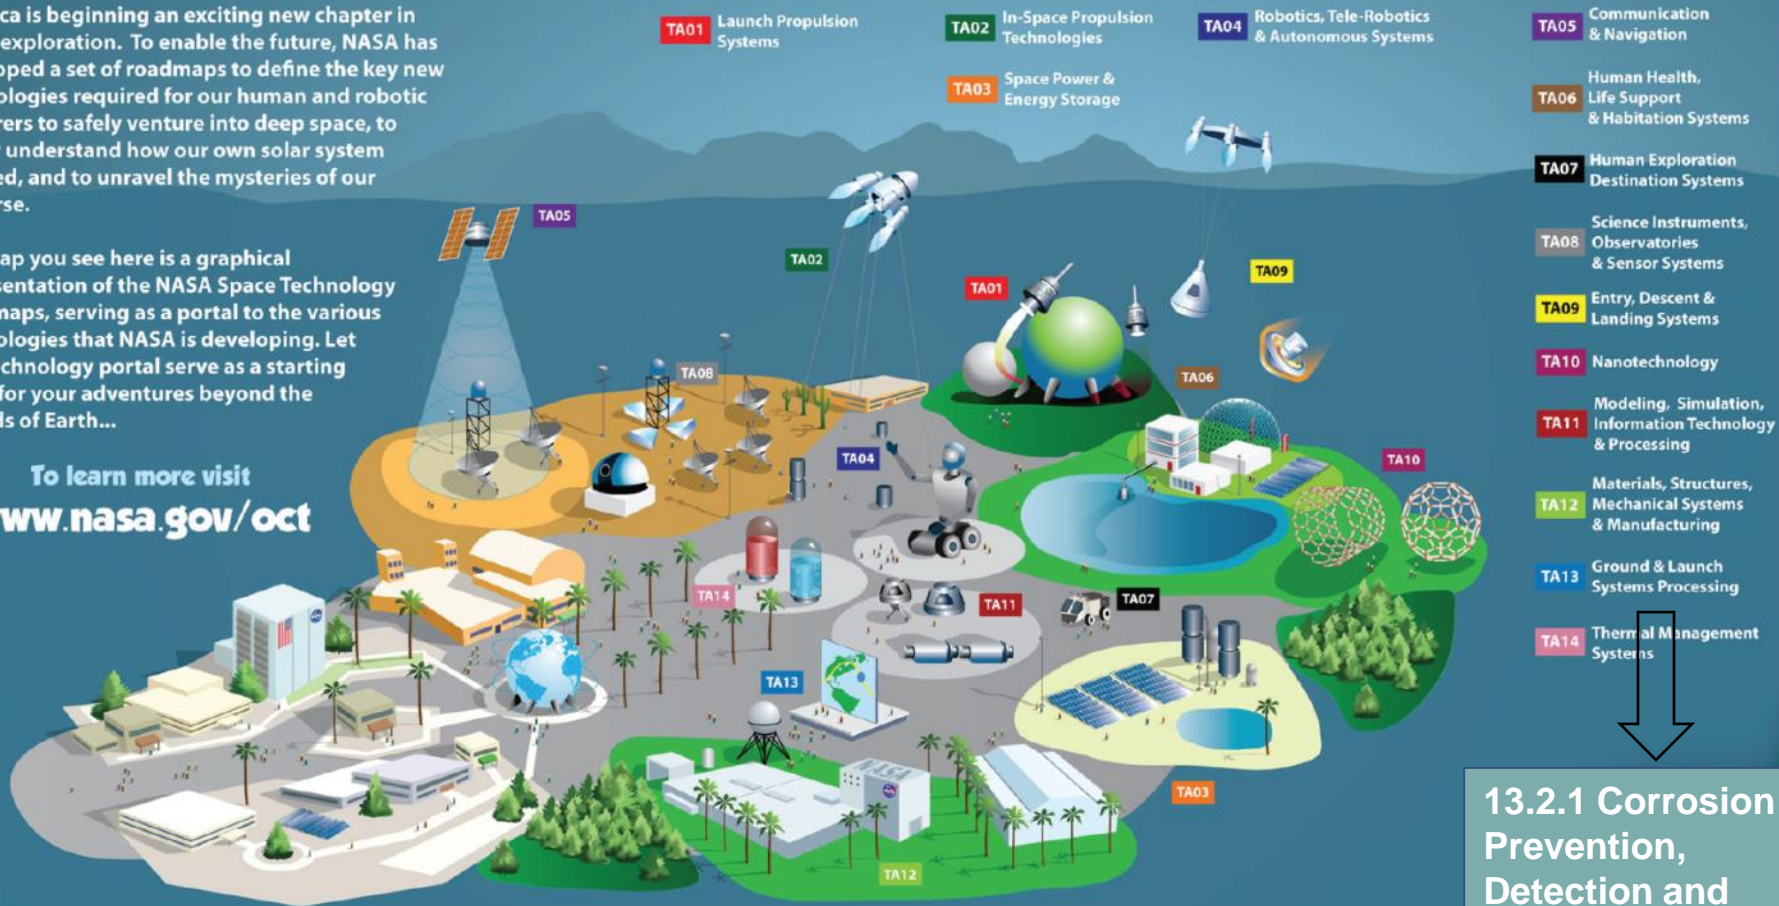 ca is beginning an exciting new chapter in
exploration. To enable the future, NASA has
ped a set of roadmaps to define the key new
ologies required for our human and robotic
rers to safely venture into deep space, to
understand how our own solar system
ed, and to unravel the mysteries of our
rse.
ap you see here is a graphical
sentation of the NASA Space Technology
maps, serving as a portal to the various
ologies that NASA is developing. Let
echnology portal serve as a starting
for your adventures beyond the
ds of Earth...
To learn more visit
ww.nasa.gov/oct
TA01 Launch Propulsion
Systems
TA02 In-Space Propulsion
Technologies
TA03 Space Power &
Energy Storage
TA04 Robotics, Tele-Robotics
& Autonomous Systems
TA05 Communication
& Navigation
TA06 Human Health,
Life Support
& Habitation Systems
TA07 Human Exploration
Destination Systems
TA08 Science Instruments,
Observatories
& Sensor Systems
TA09 Entry, Descent &
Landing Systems
TA10 Nanotechnology
TA11 Modeling, Simulation,
Information Technology
& Processing
TA12 Materials, Structures,
Mechanical Systems
& Manufacturing
TA13 Ground & Launch
Systems Processing
TA14 Thermal Management
Systems
TA05
TA02
TA01
TA09
TA08
TA06
TA04
TA10
TA14
TA11
TA07
TA13
TA03
NASA
TA12
13.2.1 Corrosion
Prevention,
Detection and